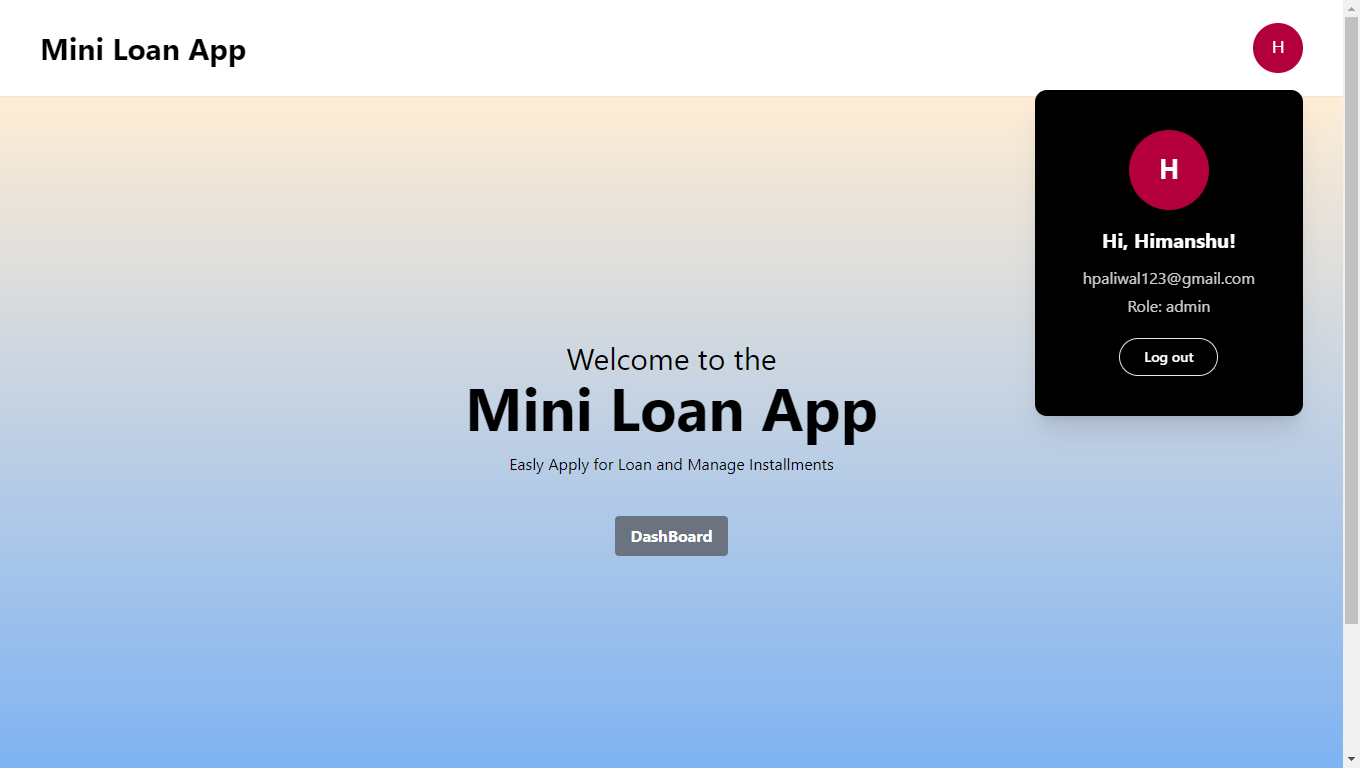 Mini Loan App
H
H
Hi, Himanshu!
hpaliwal123@gmail.com
Role: admin
Log out
Welcome to the
Mini Loan App
Easly Apply for Loan and Manage Installments
DashBoard